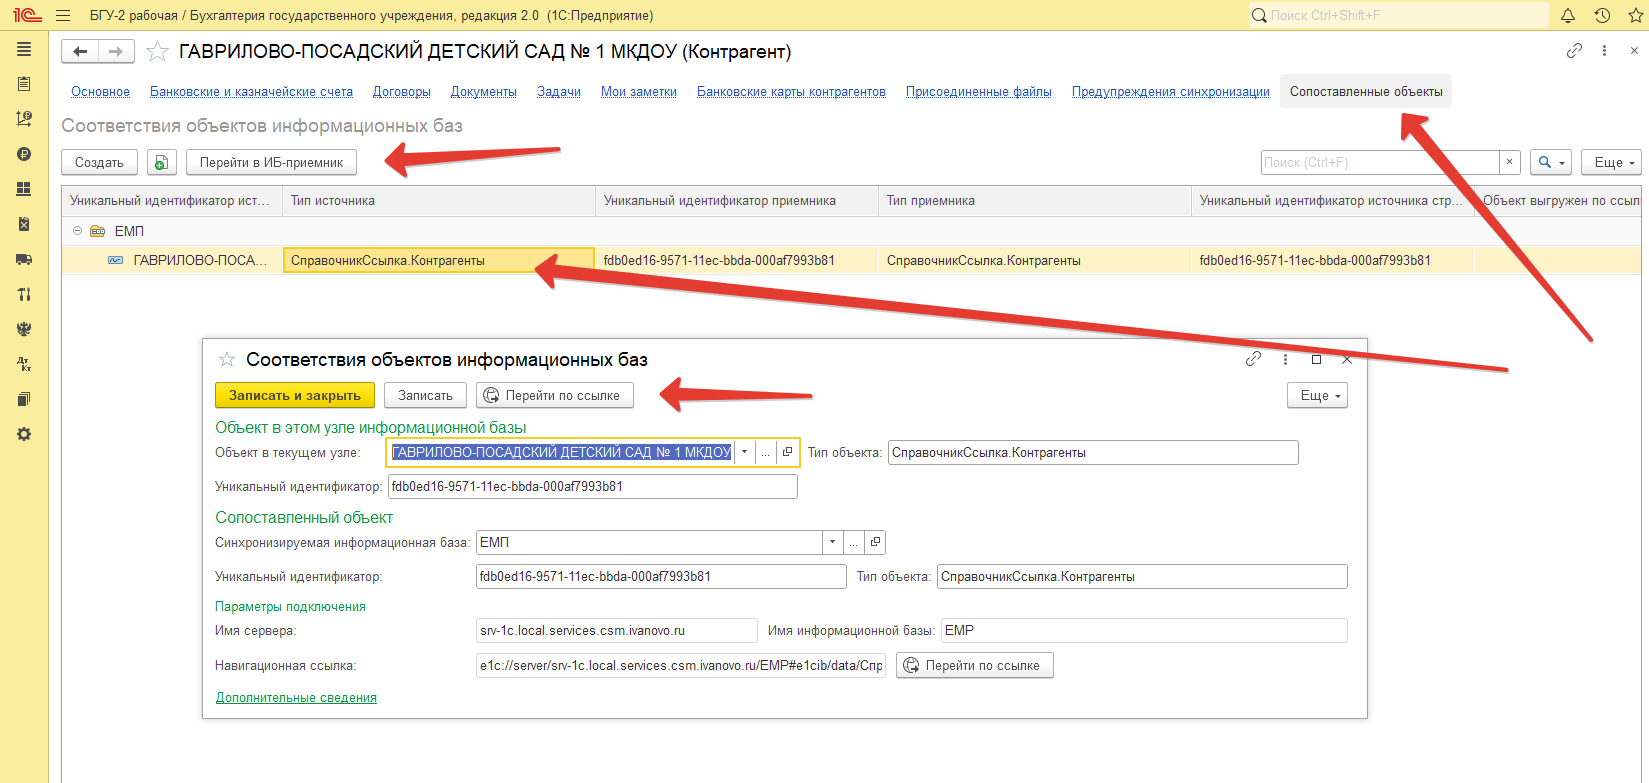 1С БГУ-2 рабочая / Бухгалтерия государственного учреждения, редакция 2.0 (1С:Предприятие) Поиск Ctrl+Shift+F
ГАВРИЛОВО-ПОСАДСКИЙ ДЕТСКИЙ САД № 1 МКДОУ (Контрагент)
Основное Банковские и казначейские счета Договоры Документы Задачи Мои заметки Банковские карты контрагентов Присоединенные файлы Предупреждения синхронизации Сопоставленные объекты
Соответствия объектов информационных баз
Создать Перейти в ИБ-приемник Поиск (Ctrl+F) × Еще
Уникальный идентификатор ист... Тип источника Уникальный идентификатор приемника Тип приемника Уникальный идентификатор источника стр... Объект выгружен по ссыл
ЕМП
ГАВРИЛОВО-ПОСА... СправочникСсылка.Контрагенты fdb0ed16-9571-11ec-bbda-000af7993b81 СправочникСсылка.Контрагенты fdb0ed16-9571-11ec-bbda-000af7993b81
Соответствия объектов информационных баз
Записать и закрыть Записать Перейти по ссылке Еще
Объект в этом узле информационной базы
Объект в текущем узле: ГАВРИЛОВО-ПОСАДСКИЙ ДЕТСКИЙ САД № 1 МКДОУ ... Тип объекта: СправочникСсылка.Контрагенты
Уникальный идентификатор: fdb0ed16-9571-11ec-bbda-000af7993b81
Сопоставленный объект
Синхронизируемая информационная база: ЕМП ...
Уникальный идентификатор: fdb0ed16-9571-11ec-bbda-000af7993b81 Тип объекта: СправочникСсылка.Контрагенты
Параметры подключения
Имя сервера: srv-1c.local.services.csm.ivanovo.ru Имя информационной базы: EMP
Навигационная ссылка: e1c://server/srv-1c.local.services.csm.ivanovo.ru/EMP#e1cib/data/Спр Перейти по ссылке
Дополнительные сведения
Дт
Кт